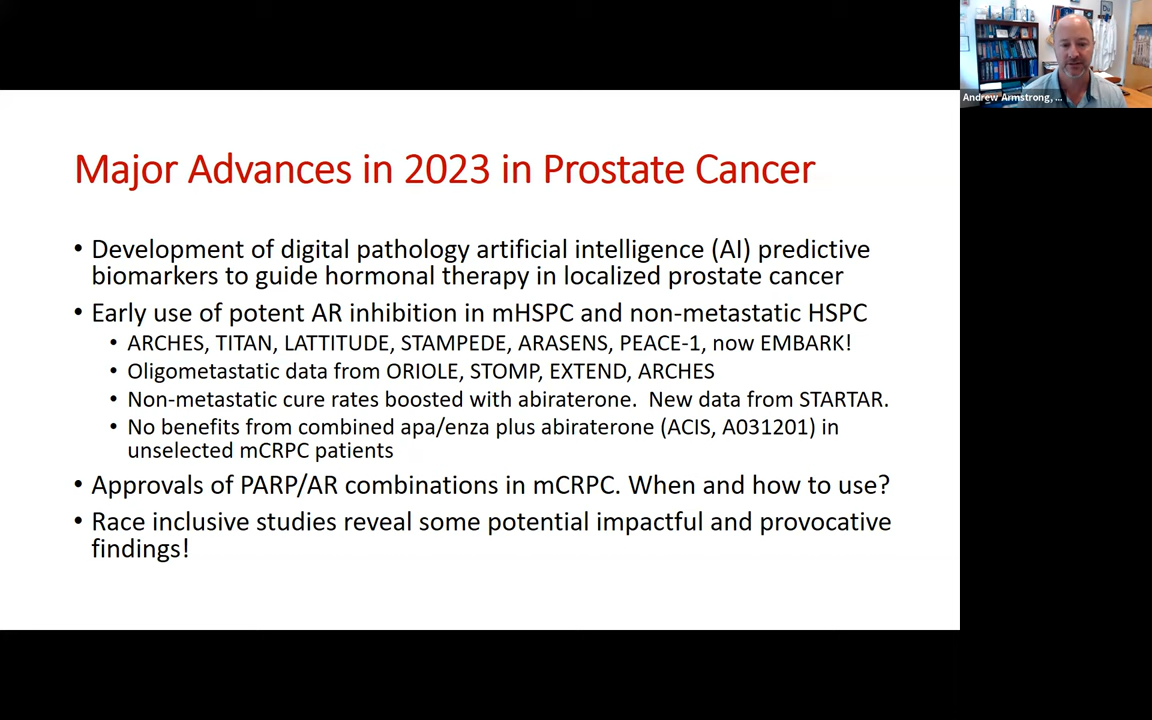 Andrew Armstrong, ...
Major Advances in 2023 in Prostate Cancer
• Development of digital pathology artificial intelligence (AI) predictive
biomarkers to guide hormonal therapy in localized prostate cancer
• Early use of potent AR inhibition in mHSPC and non-metastatic HSPC
• ARCHES, TITAN, LATTITUDE, STAMPEDE, ARASENS, PEACE-1, now EMBARK!
• Oligometastatic data from ORIOLE, STOMP, EXTEND, ARCHES
• Non-metastatic cure rates boosted with abiraterone. New data from STARTAR.
• No benefits from combined apa/enza plus abiraterone (ACIS, A031201) in
unselected mCRPC patients
• Approvals of PARP/AR combinations in mCRPC. When and how to use?
• Race inclusive studies reveal some potential impactful and provocative
findings!